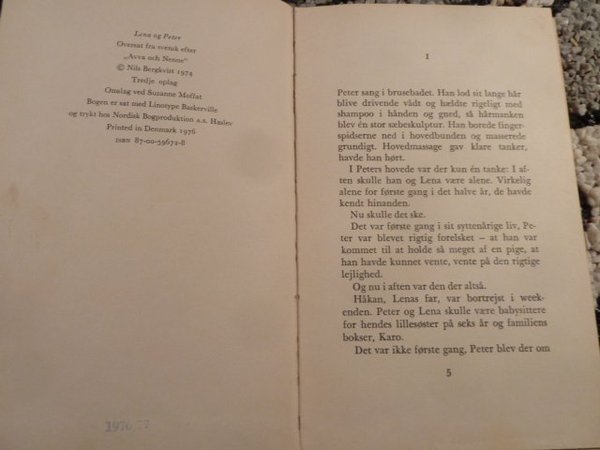 Lena og Peter
Oversat fra svensk efter
„Avva och Nenne"
© Nils Bergkvist 1974
Tredje oplag
Omslag ved Suzanne Moffat
Bogen er sat med Linotype Baskerville
og trykt hos Nordisk Bogproduktion a.s. Haslev
Printed in Denmark 1976
ISBN 87-00-59672-8
1976/77
I
Peter sang i brusebadet. Han lod sit lange hår
blive drivende vådt og hældte rigeligt med
shampoo i hånden og gned, så hårmanken
blev én stor sæbeskulptur. Han borede finger-
spidserne ned i hovedbunden og masserede
grundigt. Hovedmassage gav klare tanker,
havde han hørt.
I Peters hovede var der kun én tanke: I af-
ten skulle han og Lena være alene. Virkelig
alene for første gang i det halve år, de havde
kendt hinanden.
Nu skulle det ske.
Det var første gang i sit syttenårige liv, Pe-
ter var blevet rigtig forelsket – at han var
kommet til at holde så meget af en pige, at
han havde kunnet vente, vente på den rigtige
lejlighed.
Og nu i aften var den der altså.
Håkan, Lenas far, var bortrejst i week-
enden. Peter og Lena skulle være babysittere
for hendes lillesøster på seks år og familiens
bokser, Karo.
Det var ikke første gang, Peter blev der om
5